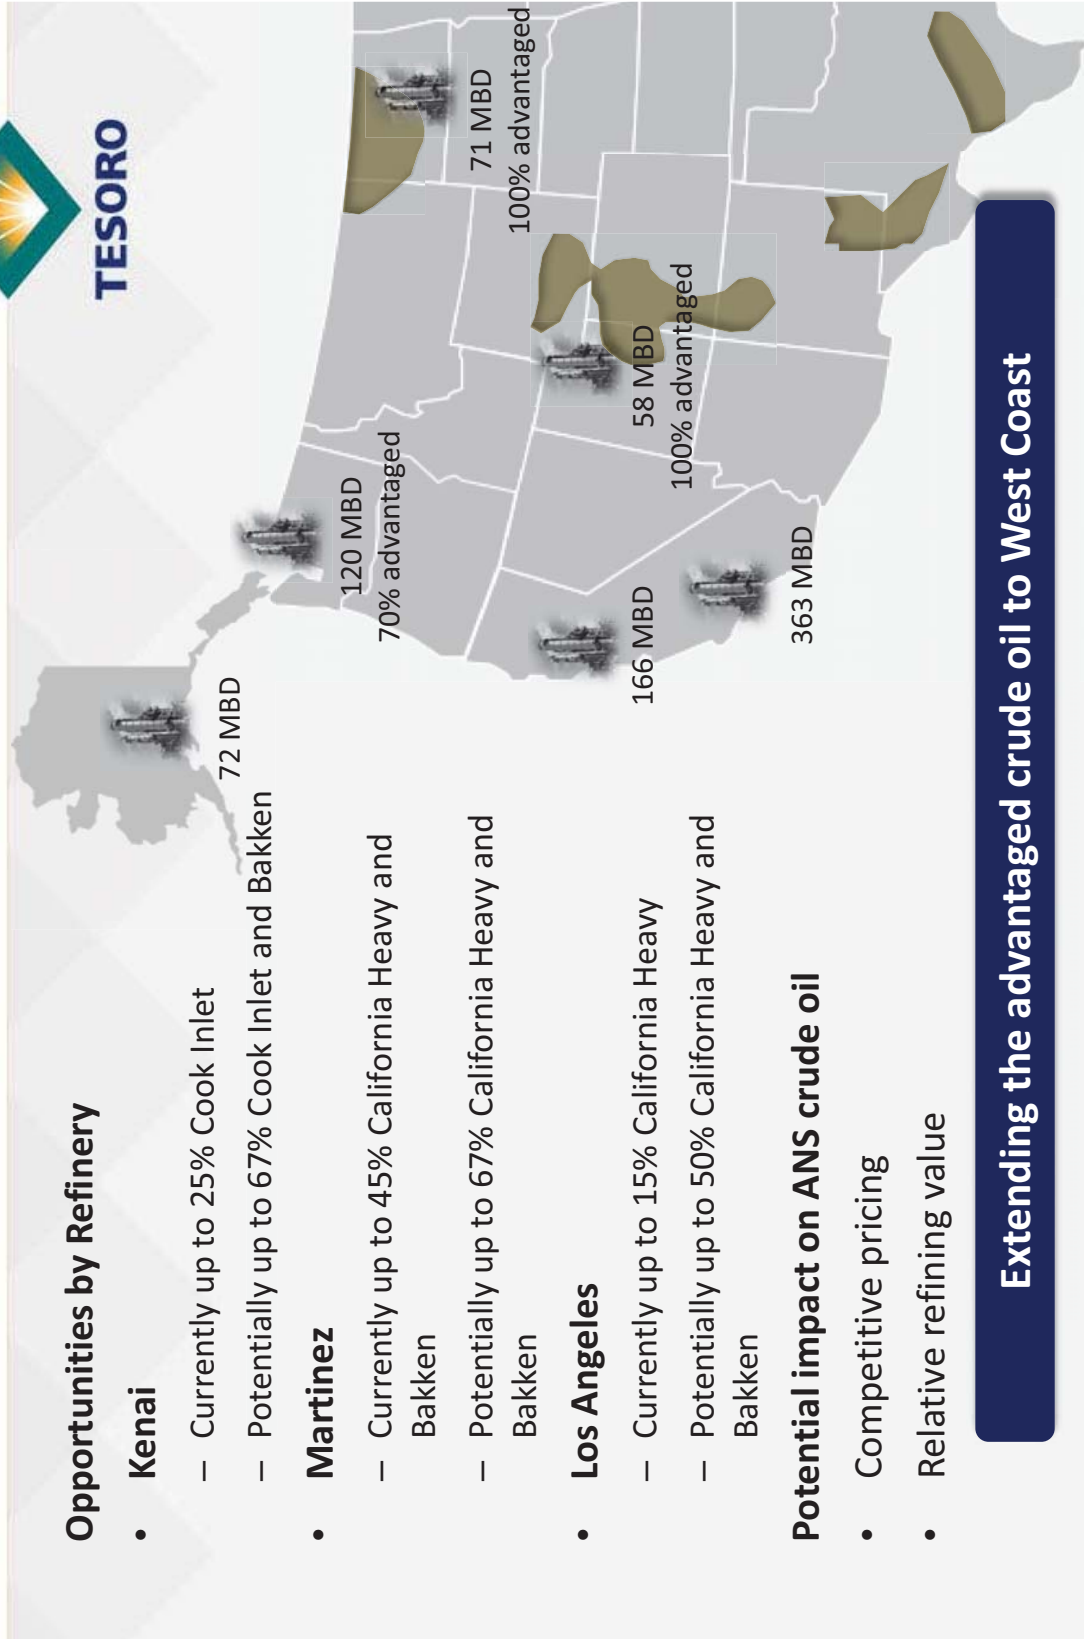 TESORO
Opportunities by Refinery
• Kenai
– Currently up to 25% Cook Inlet
– Potentially up to 67% Cook Inlet and Bakken
• Martinez
– Currently up to 45% California Heavy and
Bakken
– Potentially up to 67% California Heavy and
Bakken
• Los Angeles
– Currently up to 15% California Heavy
– Potentially up to 50% California Heavy and
Bakken
Potential impact on ANS crude oil
• Competitive pricing
• Relative refining value
72 MBD
120 MBD
70% advantaged
71 MBD
100% advantaged
58 MBD
100% advantaged
166 MBD
363 MBD
Extending the advantaged crude oil to West Coast